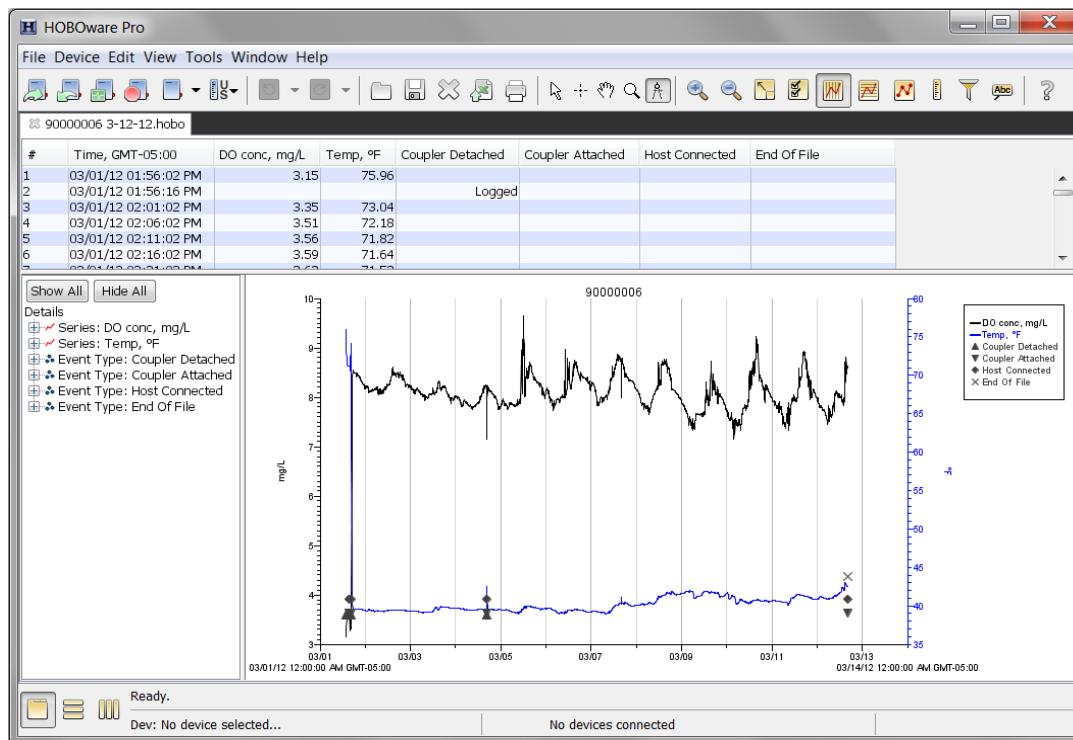 HOBOware Pro
File Device Edit View Tools Window Help
90000006 3-12-12.hobo
# Time, GMT-05:00 DO conc, mg/L Temp, °F Coupler Detached Coupler Attached Host Connected End Of File
1 03/01/12 01:56:02 PM 3.15 75.96
2 03/01/12 01:56:16 PM Logged
3 03/01/12 02:01:02 PM 3.35 73.04
4 03/01/12 02:06:02 PM 3.51 72.18
5 03/01/12 02:11:02 PM 3.56 71.82
6 03/01/12 02:16:02 PM 3.59 71.64
Show All Hide All
Details
Series: DO conc, mg/L
Series: Temp, °F
Event Type: Coupler Detached
Event Type: Coupler Attached
Event Type: Host Connected
Event Type: End Of File
90000006
10
9
8
7
6
5
4
3
mg/L
80
75
70
65
60
55
50
45
40
35
°F
03/01 03/03 03/05 03/07 03/09 03/11 03/13
03/01/12 12:00:00 AM GMT-05:00 03/14/12 12:00:00 AM GMT-05:00
DO conc, mg/L
Temp, °F
Coupler Detached
Coupler Attached
Host Connected
End Of File
Ready.
Dev: No device selected... No devices connected